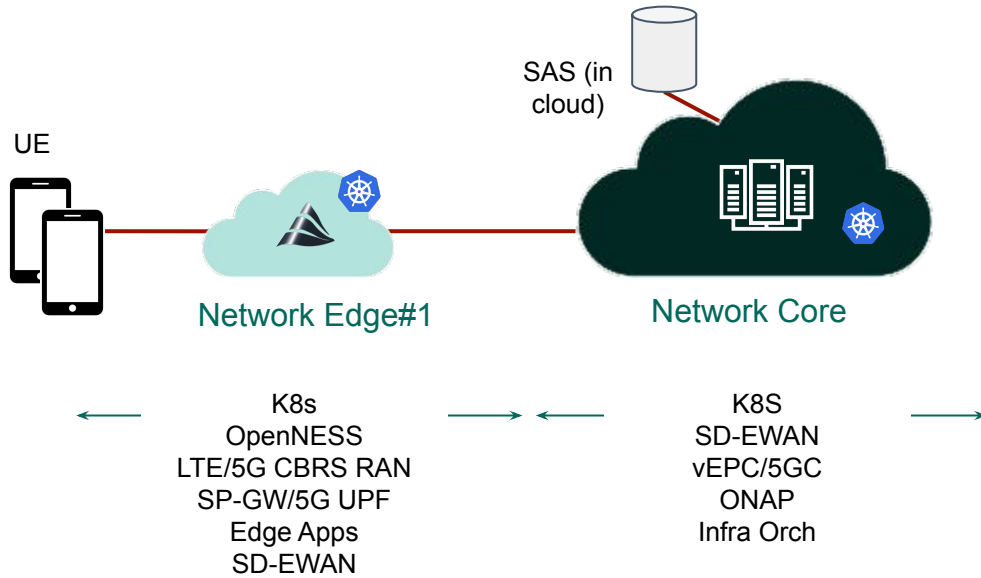 SAS (in
cloud)
UE
Network Edge#1
Network Core
K8s
OpenNESS
LTE/5G CBRS RAN
SP-GW/5G UPF
Edge Apps
SD-EWAN
K8S
SD-EWAN
vEPC/5GC
ONAP
Infra Orch